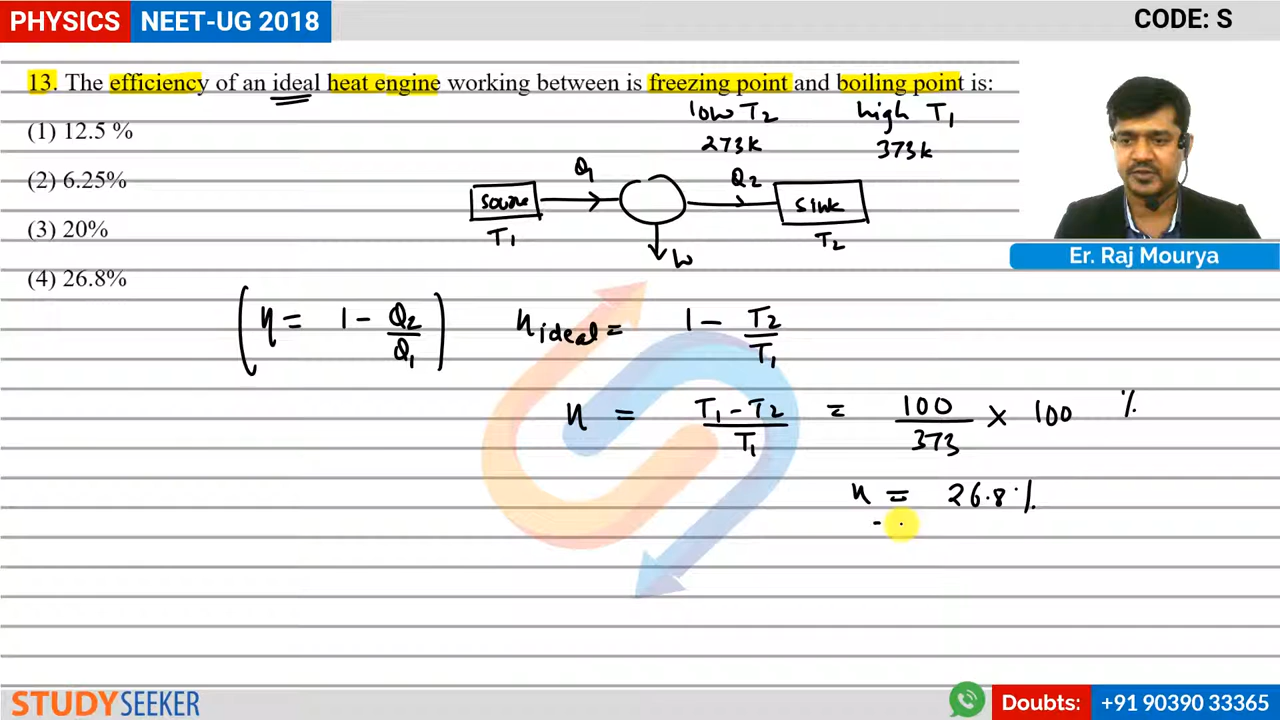 PHYSICS NEET-UG 2018
CODE: S
13. The efficiency of an ideal heat engine working between is freezing point and boiling point is:
low T2 high T1
273k 373k
(1) 12.5 %
(2) 6.25%
(3) 20%
(4) 26.8%
Source Q1 Q2 Sink
T1 W T2
Er. Raj Mourya
η = 1 - Q2/Q1
η ideal = 1 - T2/T1
η = T1 - T2/T1 = 100/373 × 100 %
η = 26.8 %
STUDY SEEKER
Doubts: +91 90390 33365